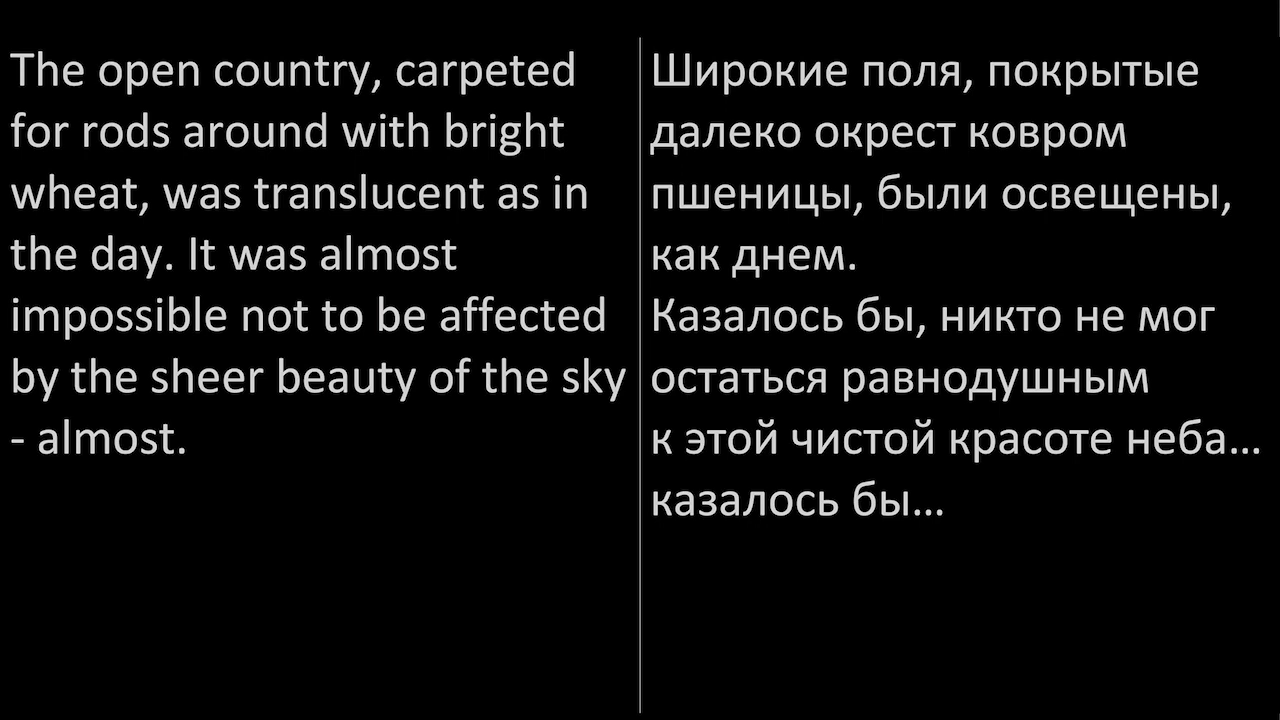 The open country, carpeted
for rods around with bright
wheat, was translucent as in
the day. It was almost
impossible not to be affected
by the sheer beauty of the sky
- almost.
Широкие поля, покрытые
далеко окрест ковром
пшеницы, были освещены,
как днем.
Казалось бы, никто не мог
остаться равнодушным
к этой чистой красоте неба…
казалось бы…